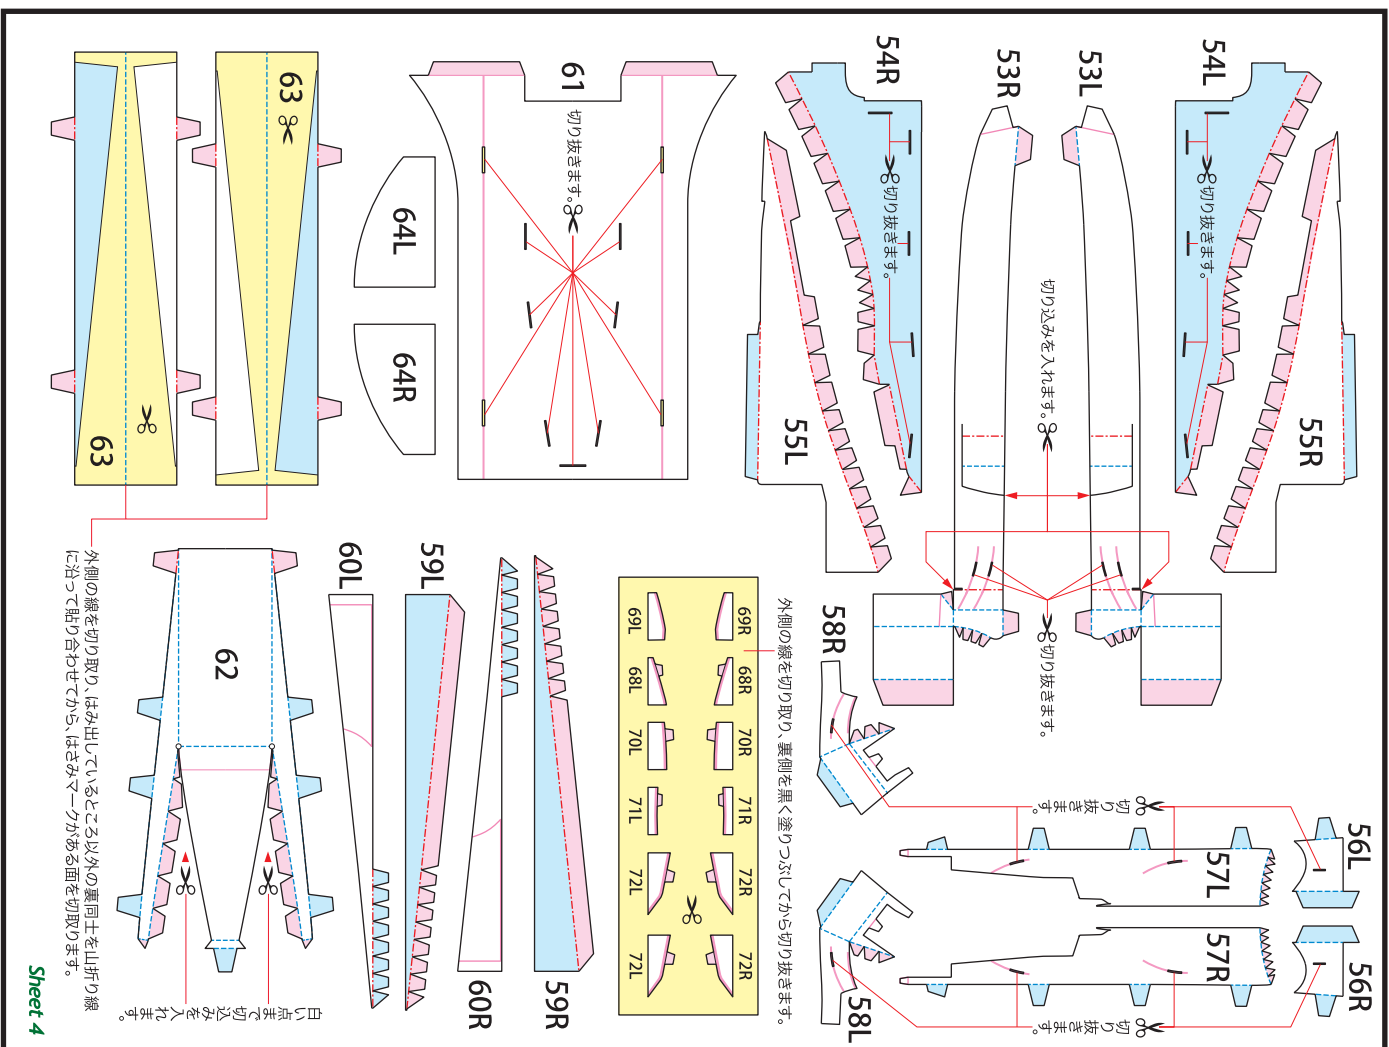 54L
切り抜きます。
55R
53L
53R
切り込みを入れます。
切り抜きます。
54R
切り抜きます。
55L
56L
57L
切り抜きます。
57R
56R
切り抜きます。
58R
58L
外側の線を切り取り、裏側を黒く塗りつぶしてから切り抜きます。
69R
68R
70R
71R
72R
72R
69L
68L
70L
71L
72L
72L
61
切り抜きます。
64L
64R
59R
60R
59L
60L
63
63
外側の線を切り取り、はみ出しているところ以外の裏同士を山折り線
に沿って貼り合わせてから、はさみマークがある面を切取ります。
62
白い点まで切込みを入れます。
Sheet 4